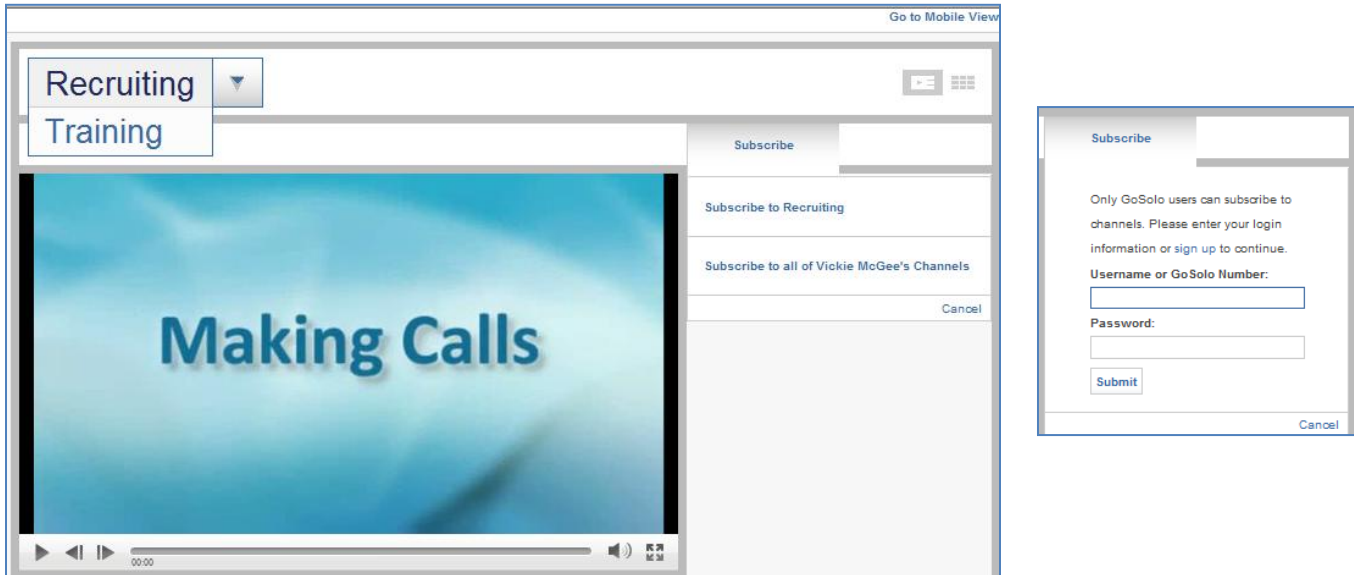 Go to Mobile View
Recruiting
Training
Subscribe
Subscribe to Recruiting
Subscribe to all of Vickie McGee's Channels
Cancel
Making Calls
00:00
Subscribe
Only GoSolo users can subscribe to
channels. Please enter your login
information or sign up to continue.
Username or GoSolo Number:
Password:
Submit
Cancel